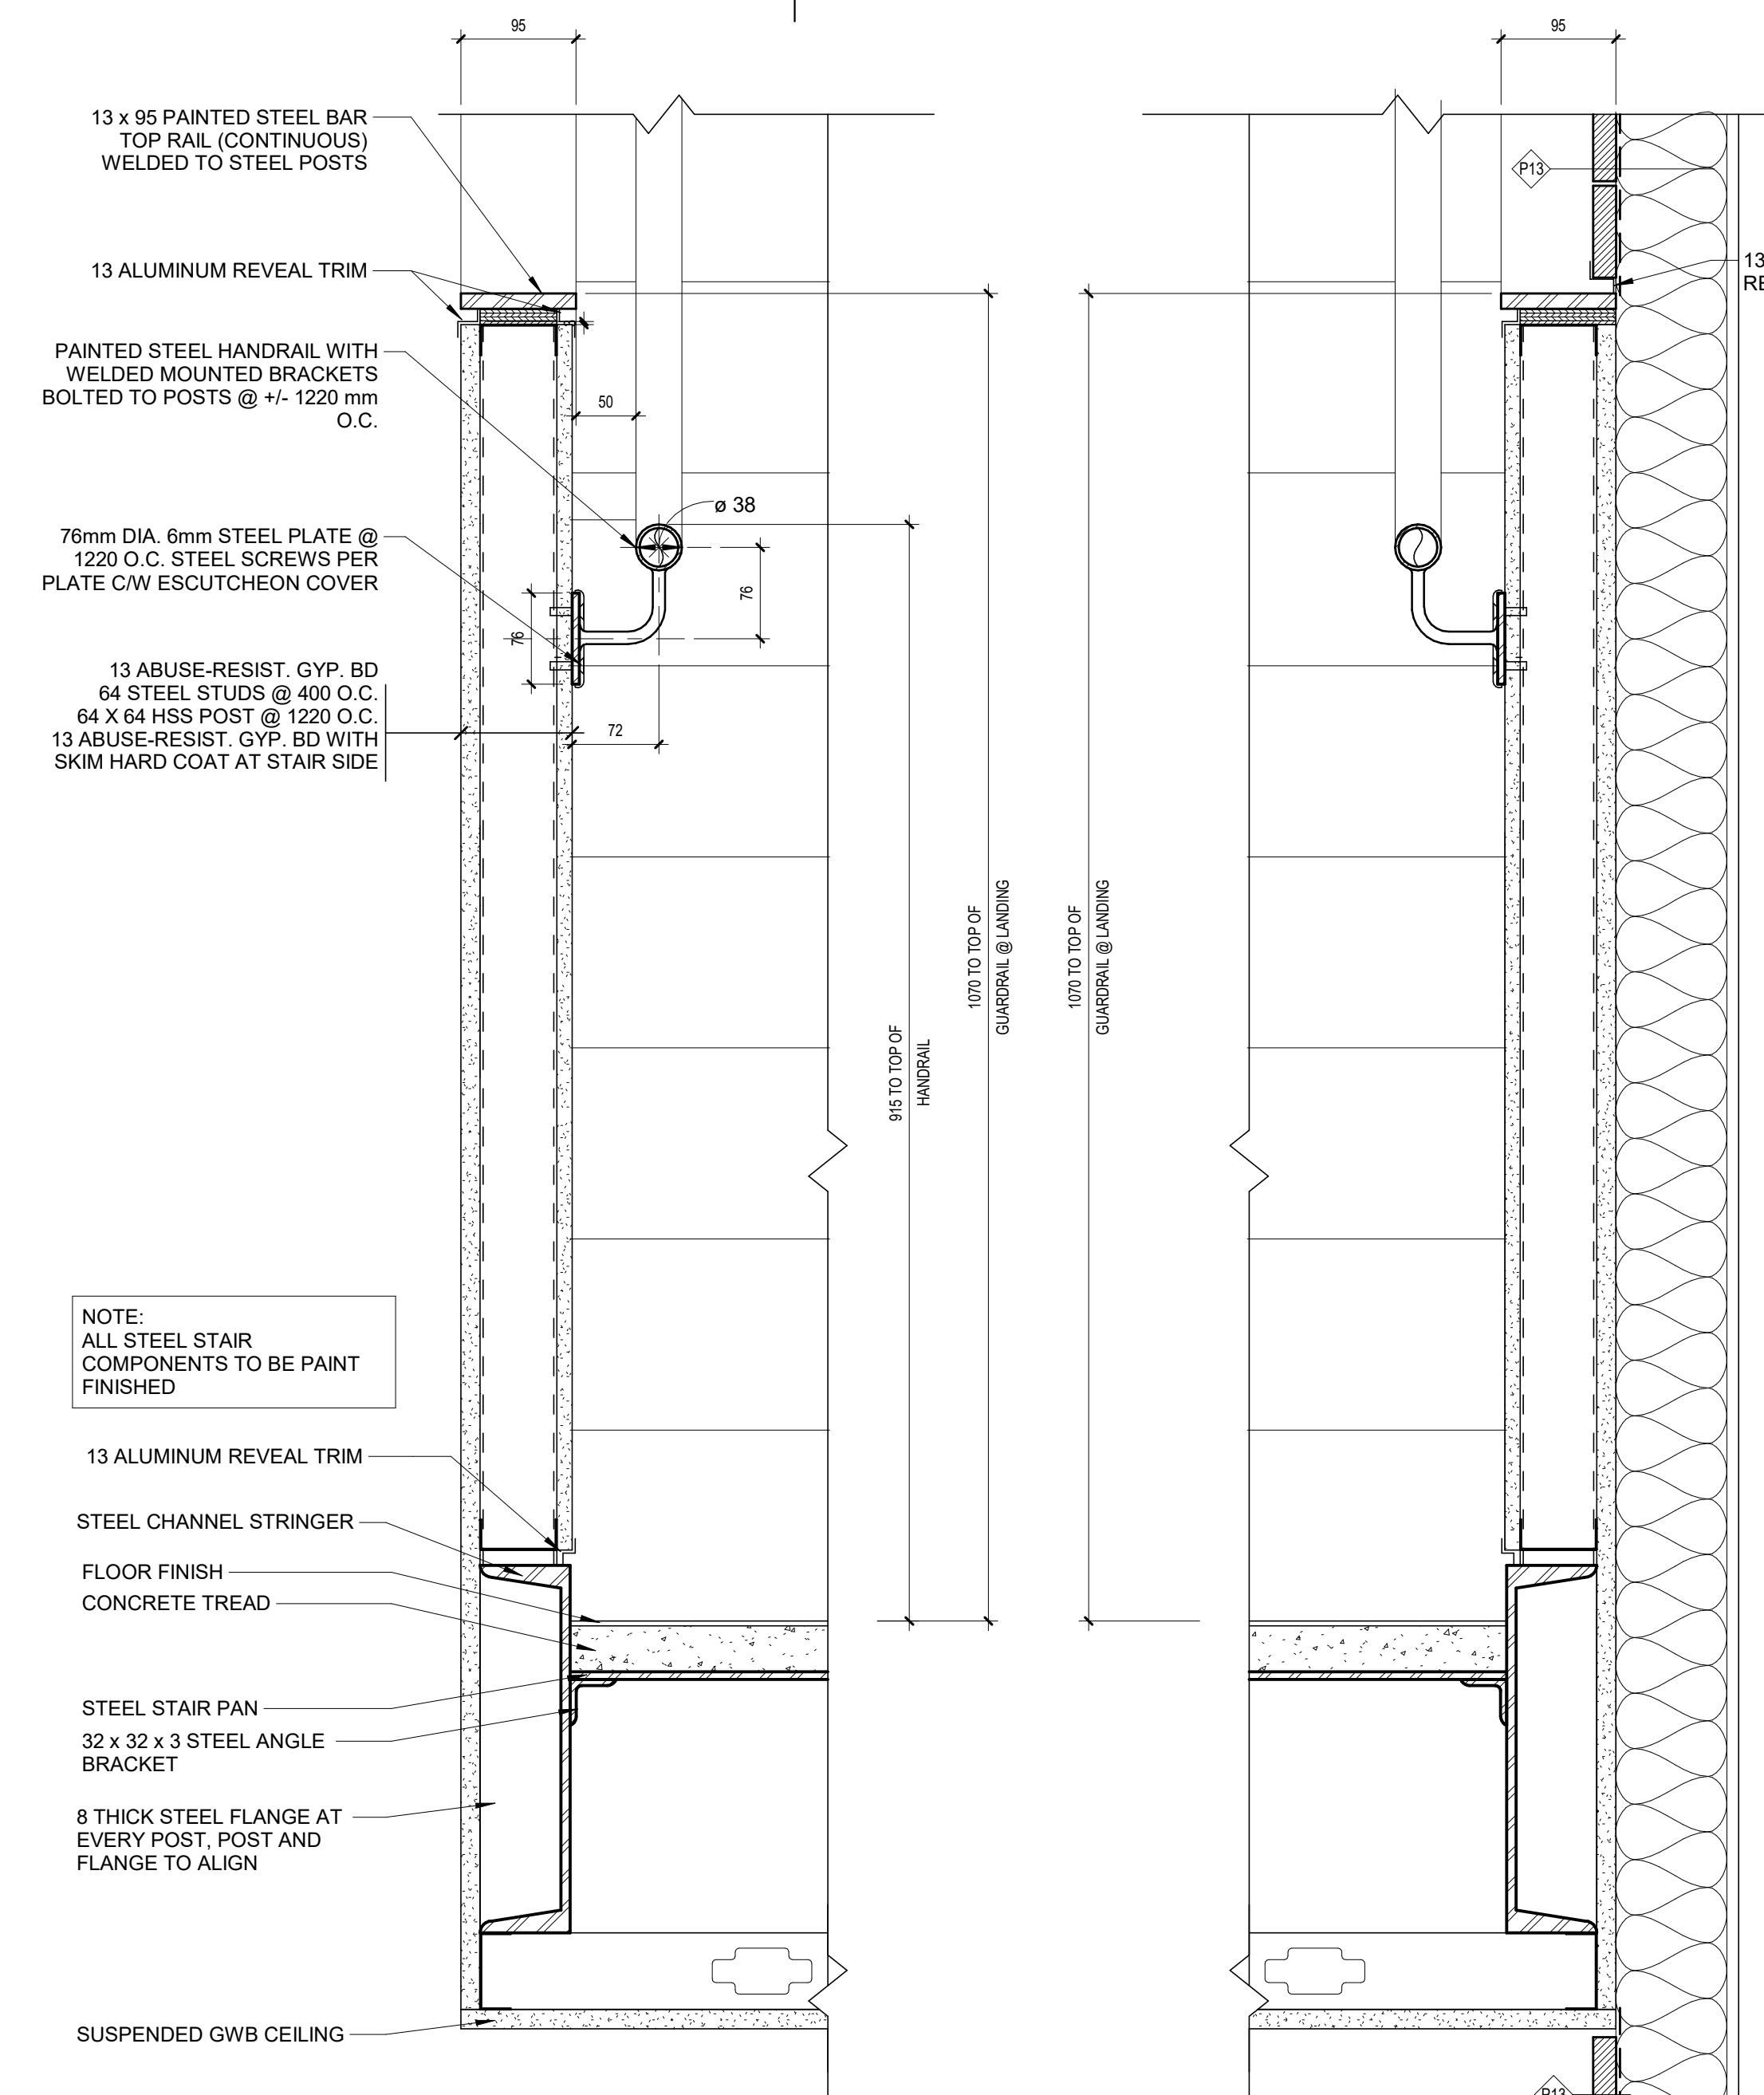 95
95
13 x 95 PAINTED STEEL BAR
TOP RAIL (CONTINUOUS)
WELDED TO STEEL POSTS
P13
13 ALUMINUM REVEAL TRIM
13
RE
PAINTED STEEL HANDRAIL WITH
WELDED MOUNTED BRACKETS
BOLTED TO POSTS @ +/- 1220 mm
O.C.
50
ø 38
76mm DIA. 6mm STEEL PLATE @
1220 O.C. STEEL SCREWS PER
PLATE C/W ESCUTCHEON COVER
76
76
13 ABUSE-RESIST. GYP. BD
64 STEEL STUDS @ 400 O.C.
64 X 64 HSS POST @ 1220 O.C.
13 ABUSE-RESIST. GYP. BD WITH
SKIM HARD COAT AT STAIR SIDE
72
915 TO TOP OF
HANDRAIL
1070 TO TOP OF
GUARDRAIL @ LANDING
1070 TO TOP OF
GUARDRAIL @ LANDING
NOTE:
ALL STEEL STAIR
COMPONENTS TO BE PAINT
FINISHED
13 ALUMINUM REVEAL TRIM
STEEL CHANNEL STRINGER
FLOOR FINISH
CONCRETE TREAD
STEEL STAIR PAN
32 x 32 x 3 STEEL ANGLE
BRACKET
8 THICK STEEL FLANGE AT
EVERY POST, POST AND
FLANGE TO ALIGN
SUSPENDED GWB CEILING
P13